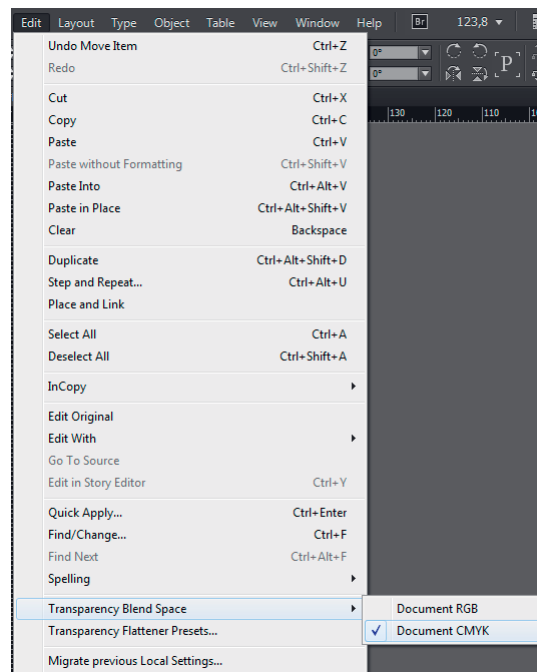 Edit Layout Type Object Table View Window Help Br 123,8
Undo Move Item Ctrl+Z
Redo Ctrl+Shift+Z
0°
0°
P
Cut Ctrl+X
Copy Ctrl+C
130 120 110
Paste Ctrl+V
Paste without Formatting Ctrl+Shift+V
Paste Into Ctrl+Alt+V
Paste in Place Ctrl+Alt+Shift+V
Clear Backspace
Duplicate Ctrl+Alt+Shift+D
Step and Repeat... Ctrl+Alt+U
Place and Link
Select All Ctrl+A
Deselect All Ctrl+Shift+A
InCopy
Edit Original
Edit With
Go To Source
Edit in Story Editor Ctrl+Y
Quick Apply... Ctrl+Enter
Find/Change... Ctrl+F
Find Next Ctrl+Alt+F
Spelling
Transparency Blend Space
Document RGB
Transparency Flattener Presets...
Document CMYK
Migrate previous Local Settings...